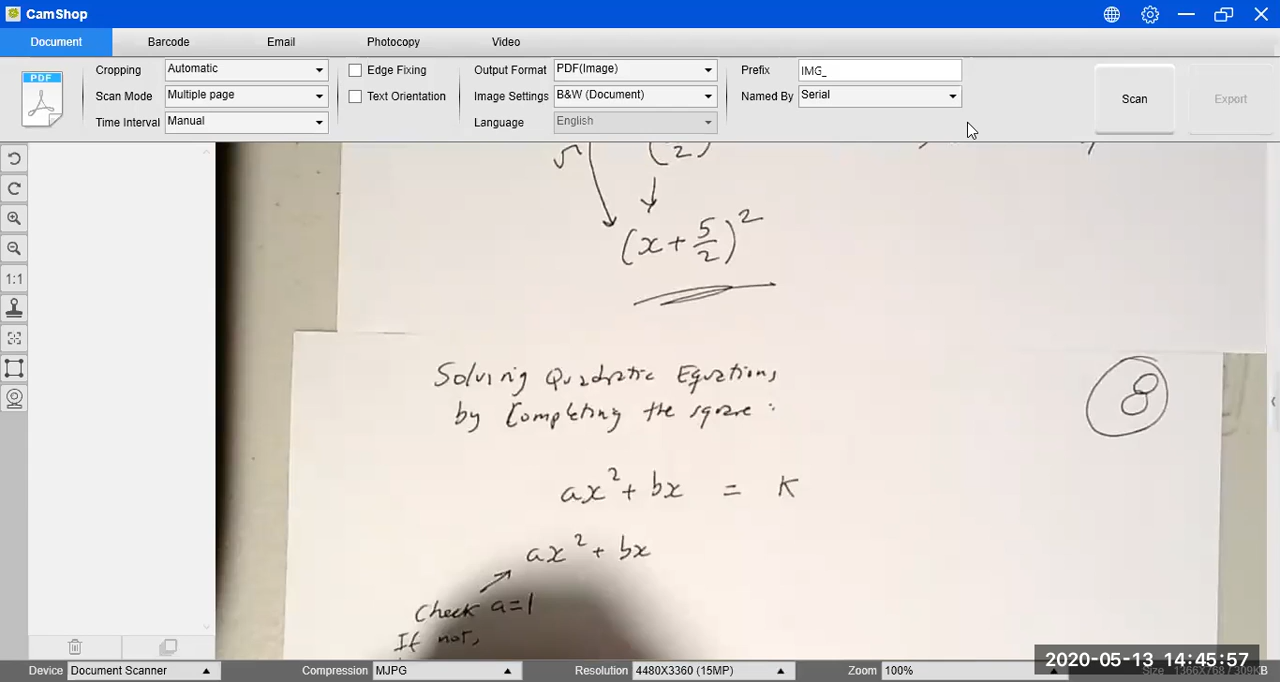 CamShop
Document Barcode Email Photocopy Video
PDF
Cropping Automatic Edge Fixing Output Format PDF(Image) Prefix IMG_
Scan Mode Multiple page Text Orientation Image Settings B&W (Document) Named By Serial
Time Interval Manual Language English
Scan Export
1:1
(x + 5/2)²
Solving Quadratic Equations
by Completing the square :
8
ax² + bx = K
ax² + bx
Check a=1
If not,
2020-05-13 14:45:57
Device Document Scanner Compression MJPG Resolution 4480X3360 (15MP) Zoom 100%